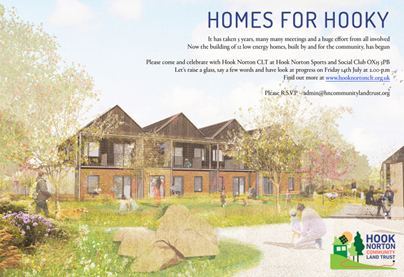 HOMES FOR HOOKY
It has taken 3 years, many many meetings and a huge effort from all involved
Now the building of 12 low energy homes, built by and for the community, has begun
Please come and celebrate with Hook Norton CLT at Hook Norton Sports and Social Club OX15 5PB
Let's raise a glass, say a few words and have look at progress on Friday 14th July at 2.00-p.m
Find out more at www.hooknortonclt.org.uk
Please R.S.V.P - admin@hncommunitylandtrust.org
HOOK
NORTON
COMMUNITY
LAND TRUST